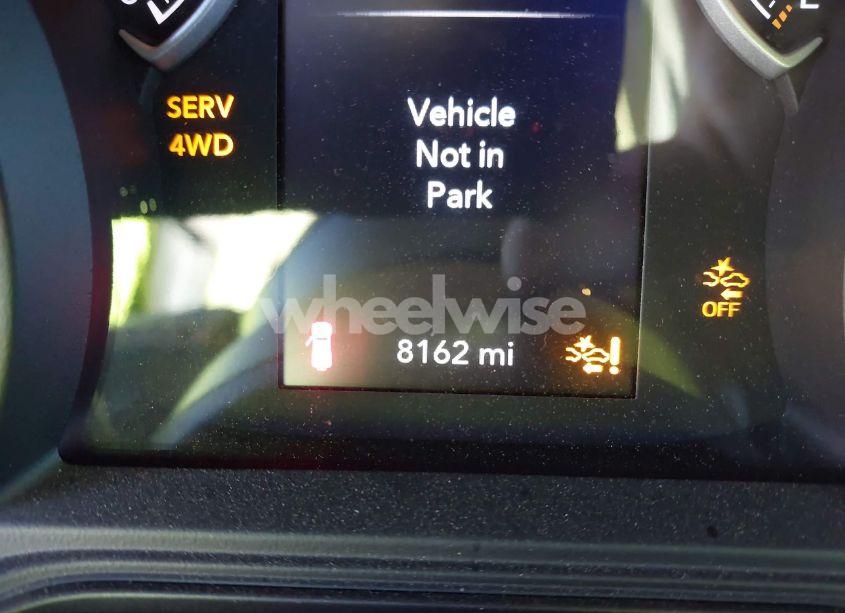 SERV
4WD
Vehicle
Not in
Park
wheelwise
8162 mi
OFF